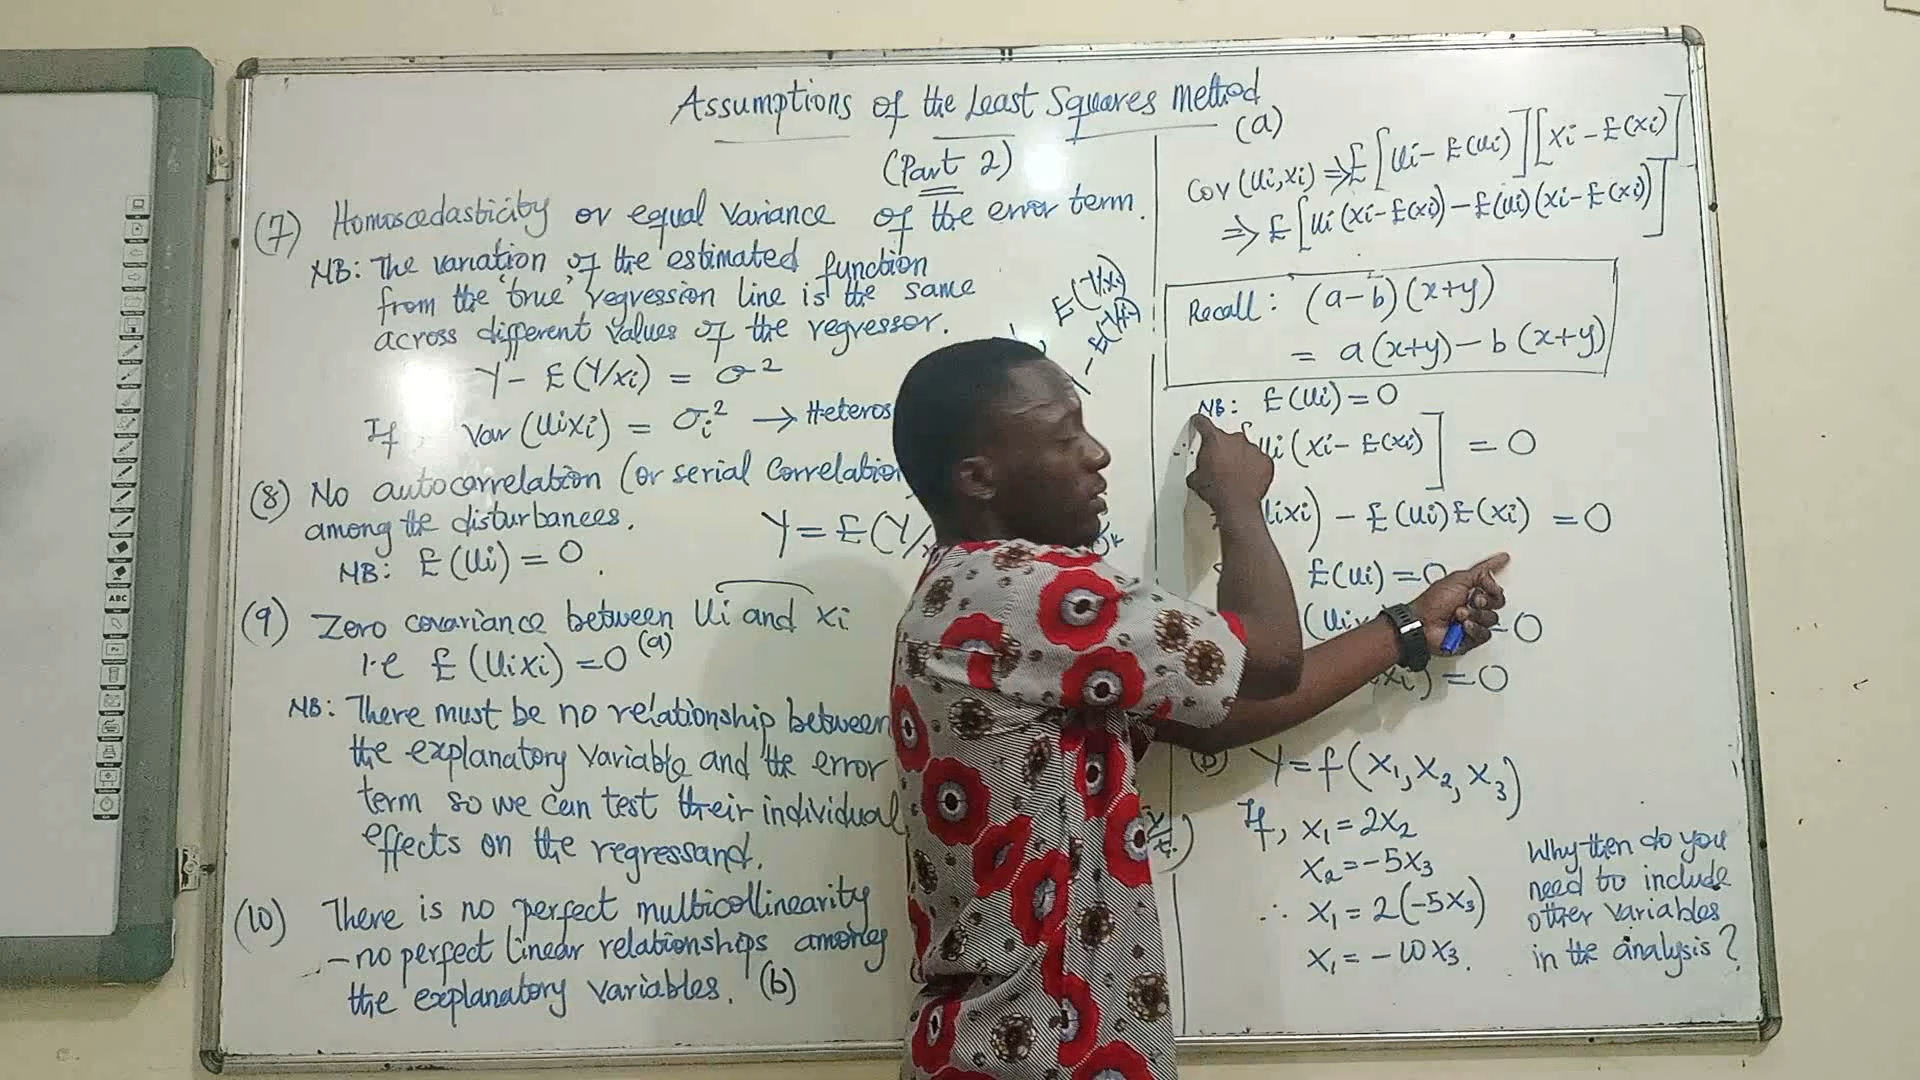 Assumptions of the Least Squares Method
(Part 2)
(7) Homoscedasticity or equal variance of the error term.
NB: The variation of the estimated function
from the 'true' regression line is the same
across different values of the regressor.
Y - E(Y/xi) = σ²
If, Var (Uixi) = σi² → Heteros
(8) No autocorrelation (or serial Correlation
among the disturbances.
NB: E(Ui) = 0.
Y = E(Y/x
(9) Zero covariance between Ui and xi
i.e E(Uixi) = 0 (a)
NB: There must be no relationship between
the explanatory variable and the error
term so we can test their individual
effects on the regressand.
(10) There is no perfect multicollinearity
- no perfect linear relationships among
the explanatory variables. (b)
E(Y/xi)
- E(Y/xi)
(a)
Cov(Ui,xi) ⇒ E[Ui - E(Ui)][Xi - E(Xi)]
⇒ E[Ui(xi - E(xi)) - E(Ui)(xi - E(xi))]
Recall: (a-b)(x+y)
= a(x+y) - b(x+y)
NB: E(Ui) = 0
Ui(xi - E(xi)] = 0
ixi) - E(Ui)E(xi) = 0
E(Ui) = 0
(Uix = 0
xi) = 0
(b) Y = f(X1, X2, X3)
If, X1 = 2X2
X2 = -5X3
∴ X1 = 2(-5X3)
X1 = -10X3.
Why then do you
need to include
other variables
in the analysis?
ABC